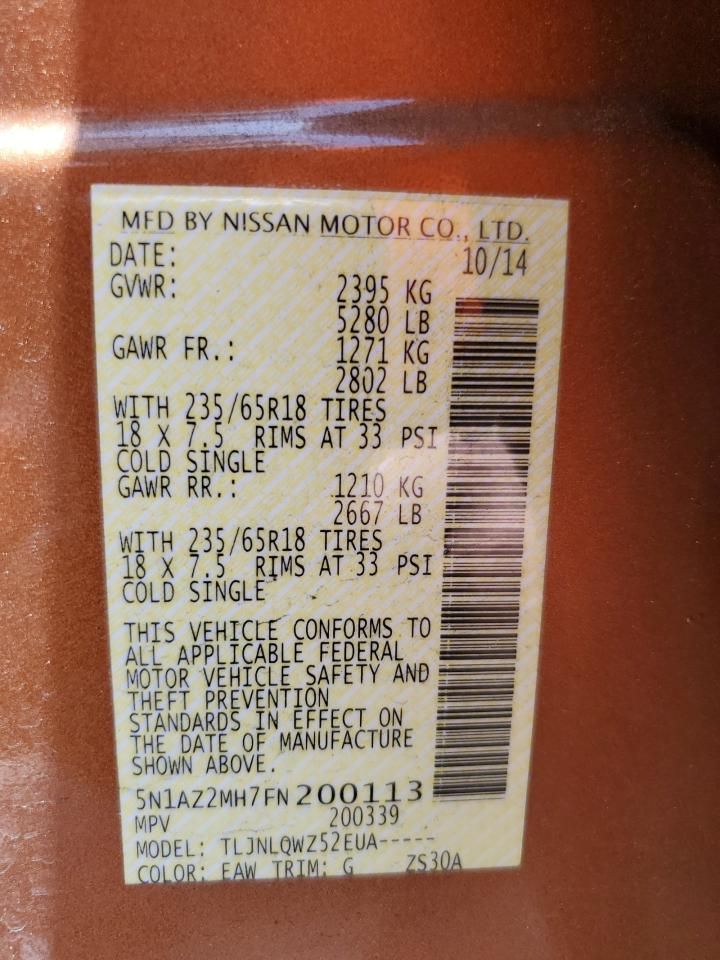 MFD BY NISSAN MOTOR CO., LTD.
DATE: 10/14
GVWR: 2395 KG
5280 LB
GAWR FR.: 1271 KG
2802 LB
WITH 235/65R18 TIRES
18 X 7.5 RIMS AT 33 PSI
COLD SINGLE
GAWR RR.: 1210 KG
2667 LB
WITH 235/65R18 TIRES
18 X 7.5 RIMS AT 33 PSI
COLD SINGLE
THIS VEHICLE CONFORMS TO
ALL APPLICABLE FEDERAL
MOTOR VEHICLE SAFETY AND
THEFT PREVENTION
STANDARDS IN EFFECT ON
THE DATE OF MANUFACTURE
SHOWN ABOVE.
5N1AZ2MH7FN200113
MPV 200339
MODEL: TLJNLQWZ52EUA-----
COLOR: EAW TRIM: G ZS30A